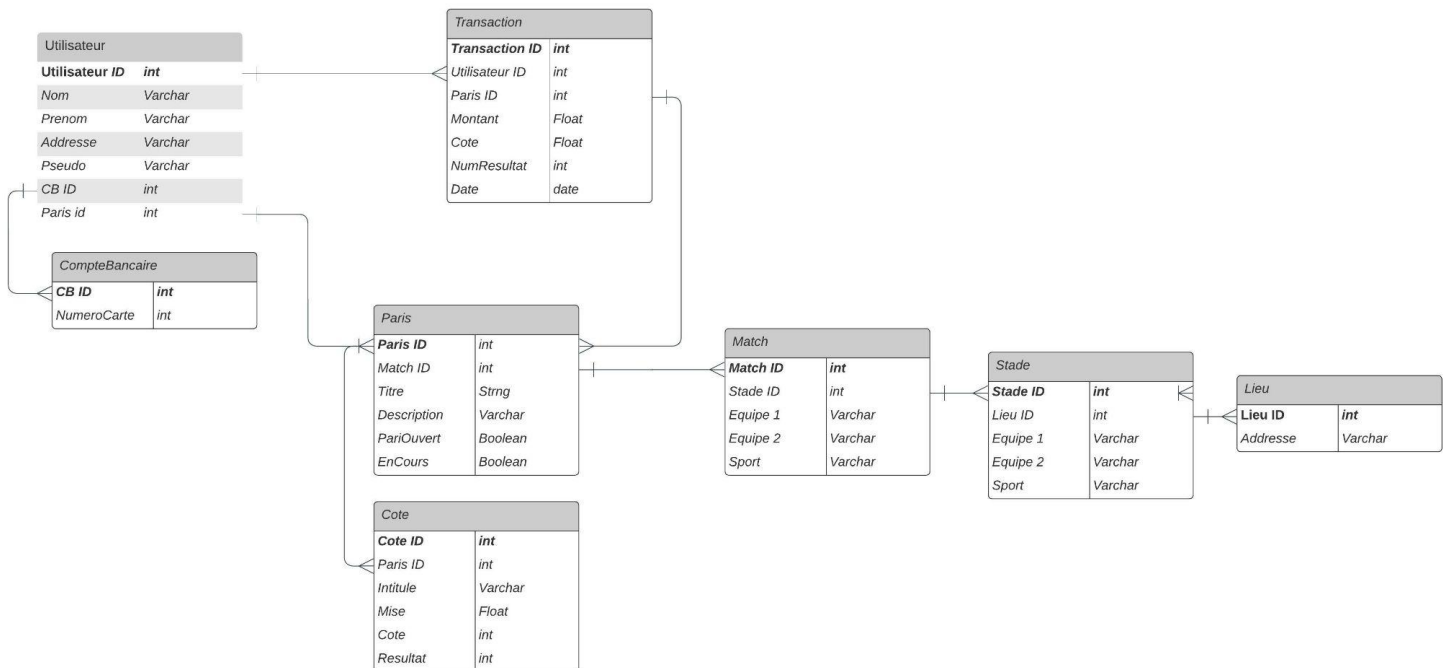 Utilisateur
Utilisateur ID int
Nom Varchar
Prenom Varchar
Addresse Varchar
Pseudo Varchar
CB ID int
Paris id int
Transaction
Transaction ID int
Utilisateur ID int
Paris ID int
Montant Float
Cote Float
NumResultat int
Date date
CompteBancaire
CB ID int
NumeroCarte int
Paris
Paris ID int
Match ID int
Titre Strng
Description Varchar
PariOuvert Boolean
EnCours Boolean
Match
Match ID int
Stade ID int
Equipe 1 Varchar
Equipe 2 Varchar
Sport Varchar
Stade
Stade ID int
Lieu ID int
Equipe 1 Varchar
Equipe 2 Varchar
Sport Varchar
Lieu
Lieu ID int
Addresse Varchar
Cote
Cote ID int
Paris ID int
Intitule Varchar
Mise Float
Cote int
Resultat int